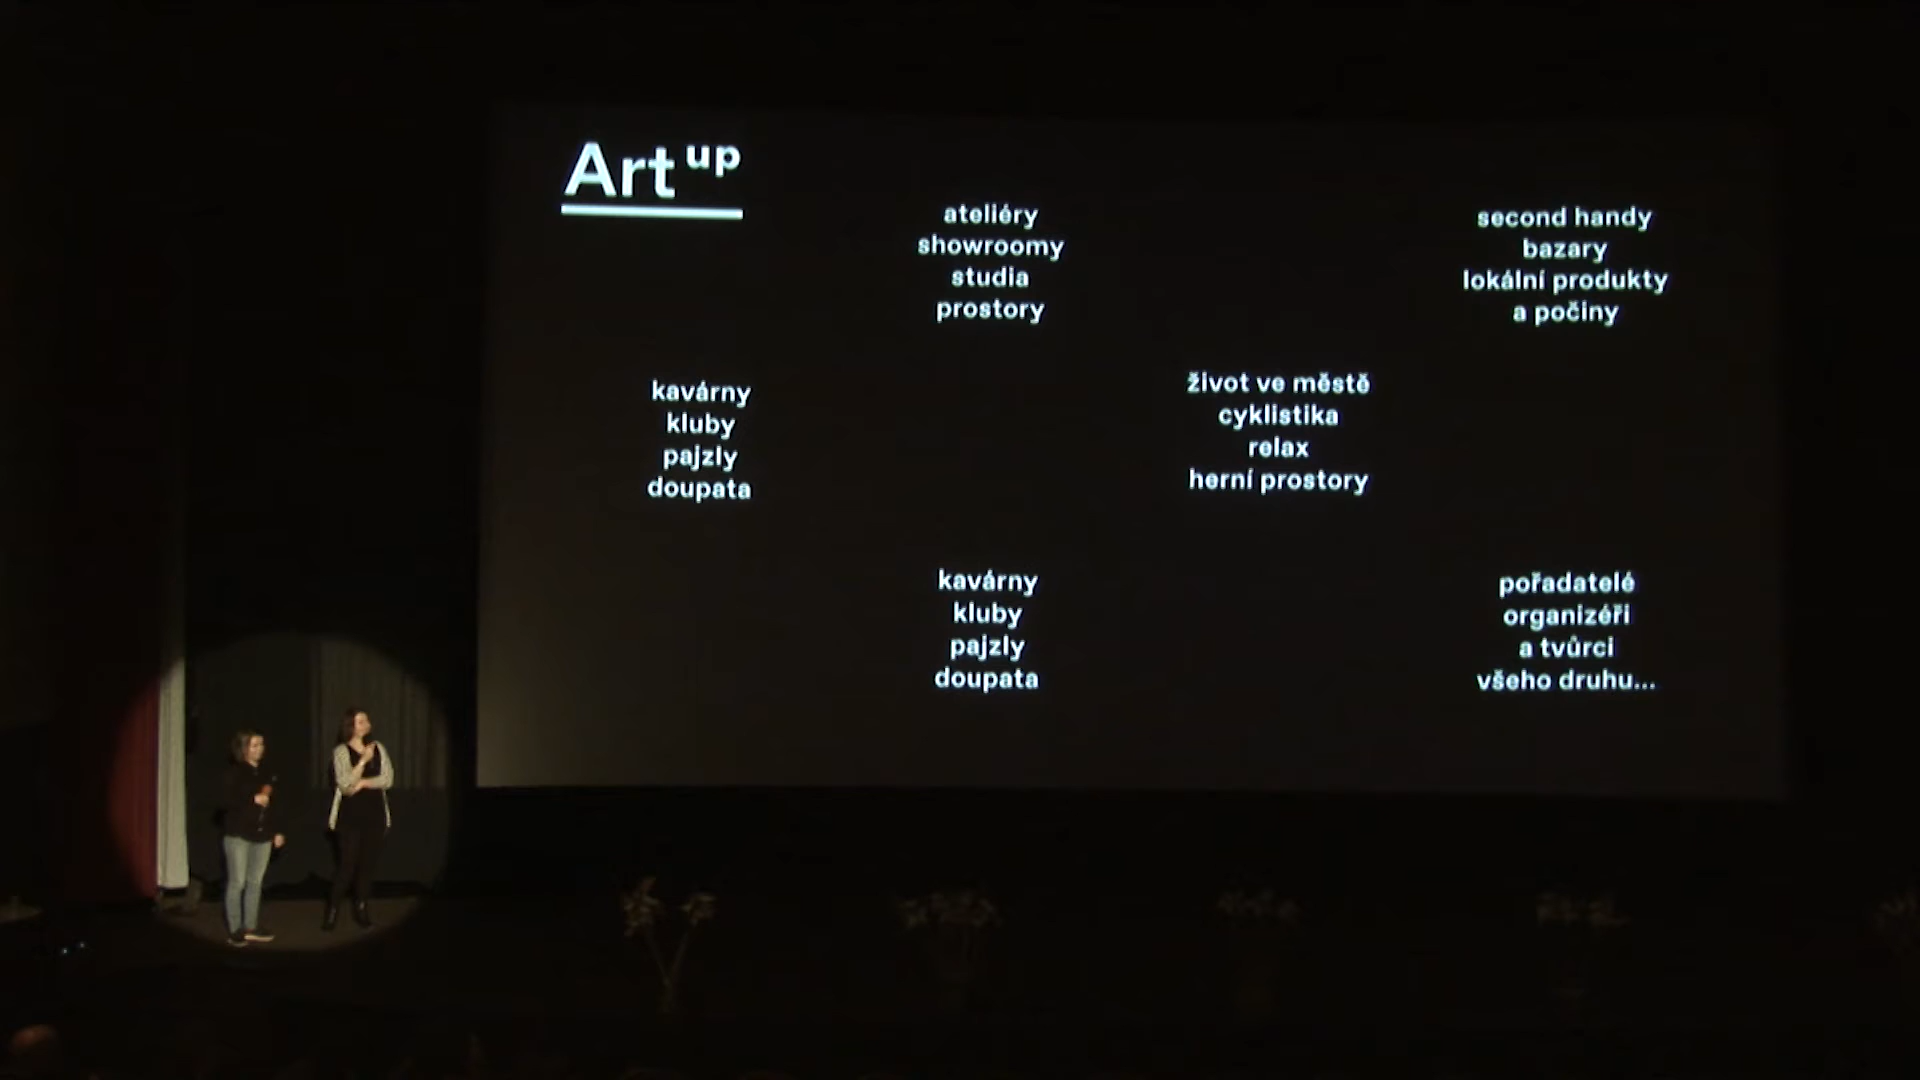 Art up
ateliéry
showroomy
studia
prostory
second handy
bazary
lokální produkty
a počiny
kavárny
kluby
pajzly
doupata
život ve městě
cyklistika
relax
herní prostory
kavárny
kluby
pajzly
doupata
pořadatelé
organizéři
a tvůrci
všeho druhu...